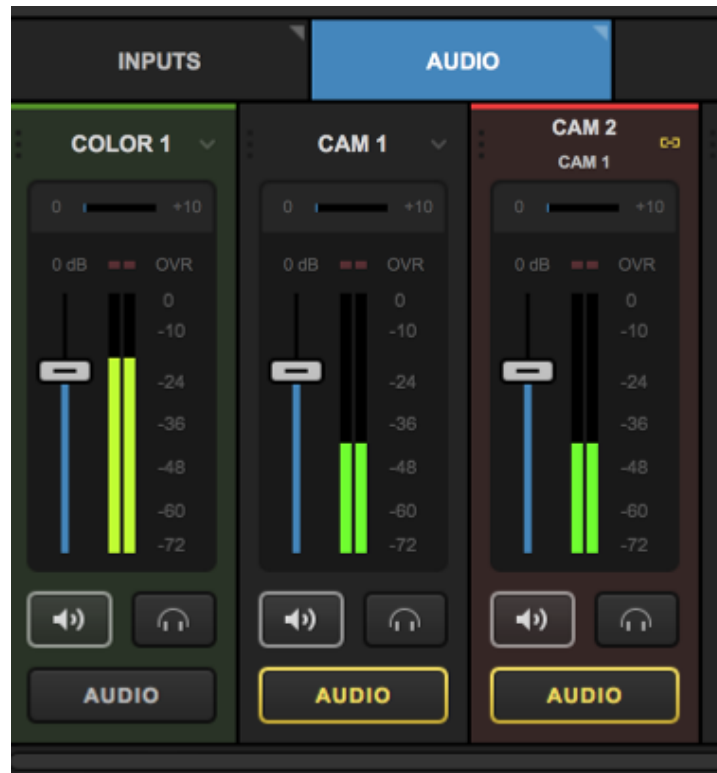 INPUTS
AUDIO
COLOR 1
CAM 1
CAM 2
CAM 1
0 +10
0 +10
0 +10
0 dB OVR
0 dB OVR
0 dB OVR
0
-10
-24
-36
-48
-60
-72
0
-10
-24
-36
-48
-60
-72
0
-10
-24
-36
-48
-60
-72
AUDIO
AUDIO
AUDIO